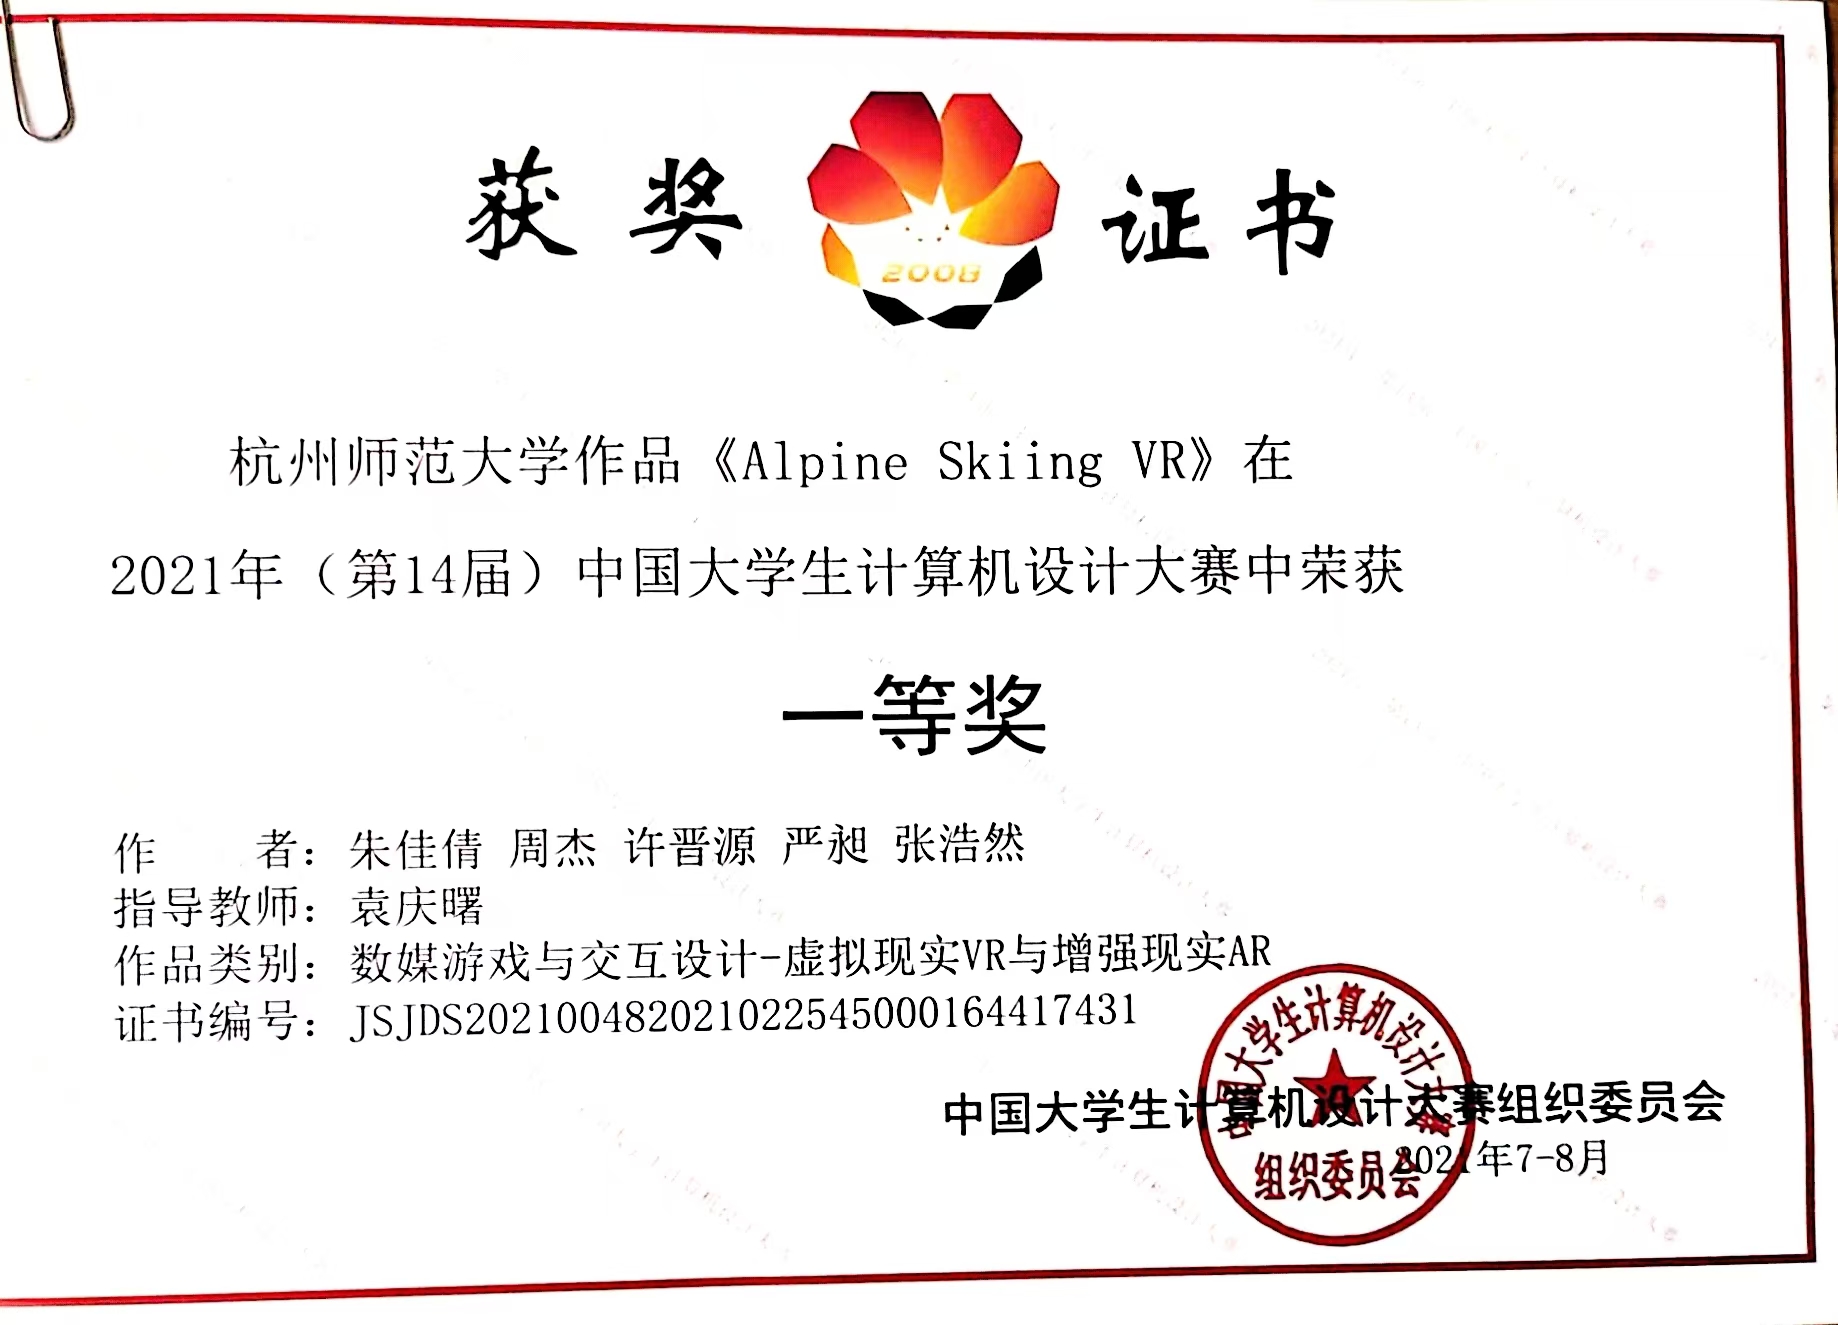 获奖 证书
2008
杭州师范大学作品《Alpine Skiing VR》在
2021年（第14届）中国大学生计算机设计大赛中荣获
一等奖
作 者：朱佳倩 周杰 许晋源 严昶 张浩然
指导教师：袁庆曙
作品类别：数媒游戏与交互设计-虚拟现实VR与增强现实AR
证书编号：JSJDS20210048202102254500016441​7431
中国大学生计算机设计大赛
中国大学生计算机设计大赛组织委员会
2021年7-8月
组织委员会